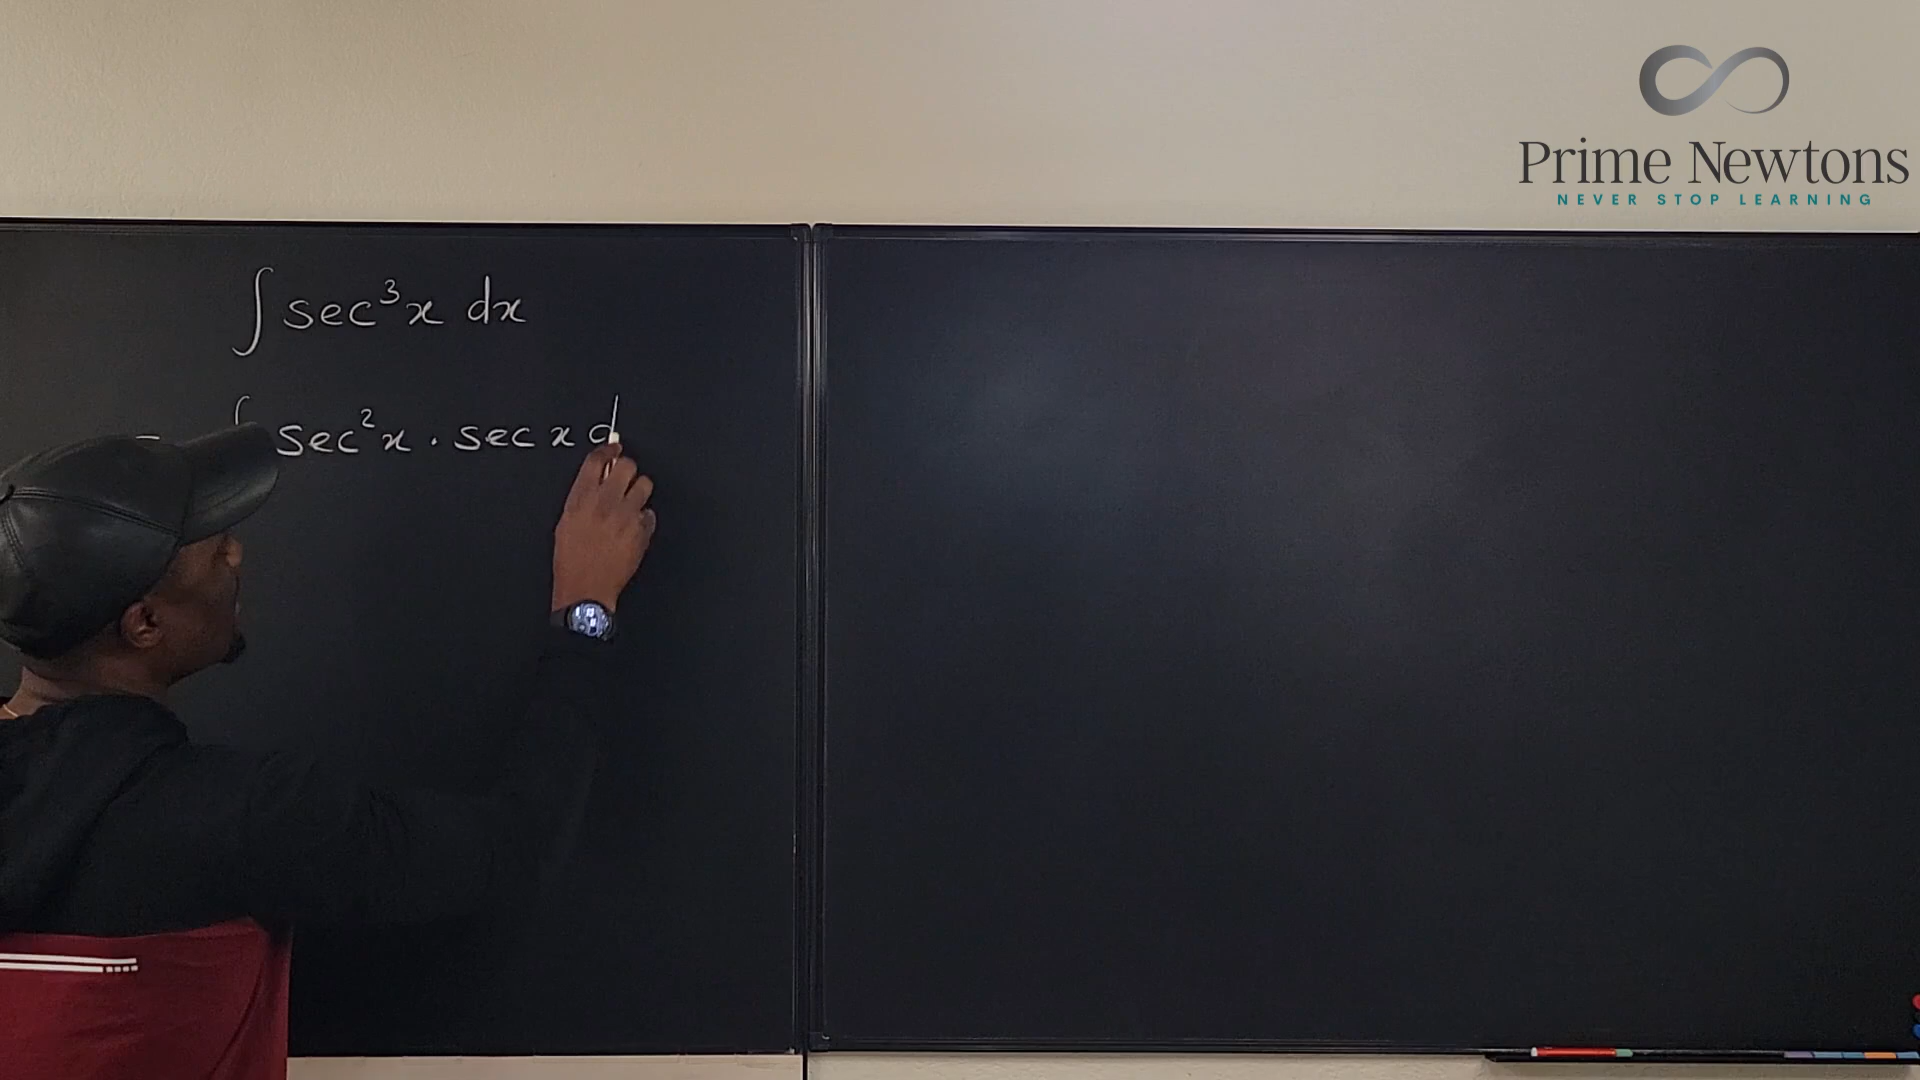 Prime Newtons
NEVER STOP LEARNING
∫ sec³x dx
= ∫ sec²x · sec x d